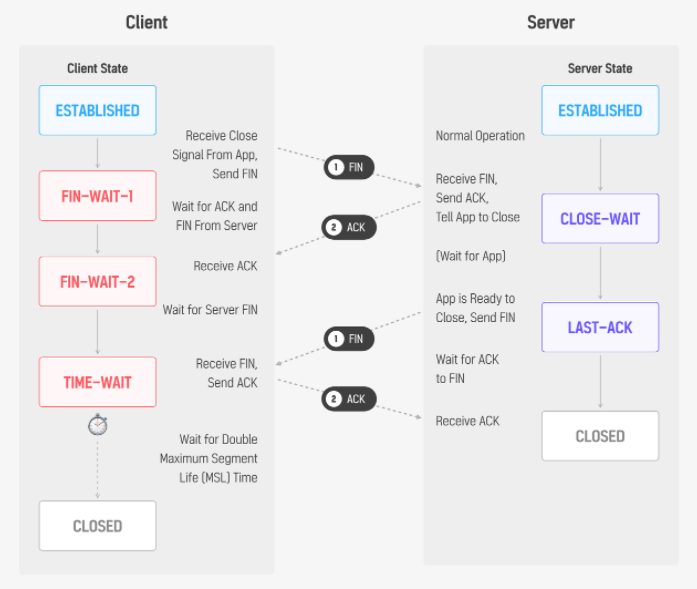 Client
Server
Client State
Server State
ESTABLISHED
ESTABLISHED
Receive Close
Signal From App,
Send FIN
Normal Operation
1 FIN
FIN-WAIT-1
Receive FIN,
Send ACK,
Tell App to Close
CLOSE-WAIT
Wait for ACK and
FIN From Server
2 ACK
(Wait for App)
Receive ACK
FIN-WAIT-2
Wait for Server FIN
App is Ready to
Close, Send FIN
LAST-ACK
1 FIN
Wait for ACK
to FIN
Receive FIN,
Send ACK
TIME-WAIT
2 ACK
Receive ACK
CLOSED
Wait for Double
Maximum Segment
Life (MSL) Time
CLOSED